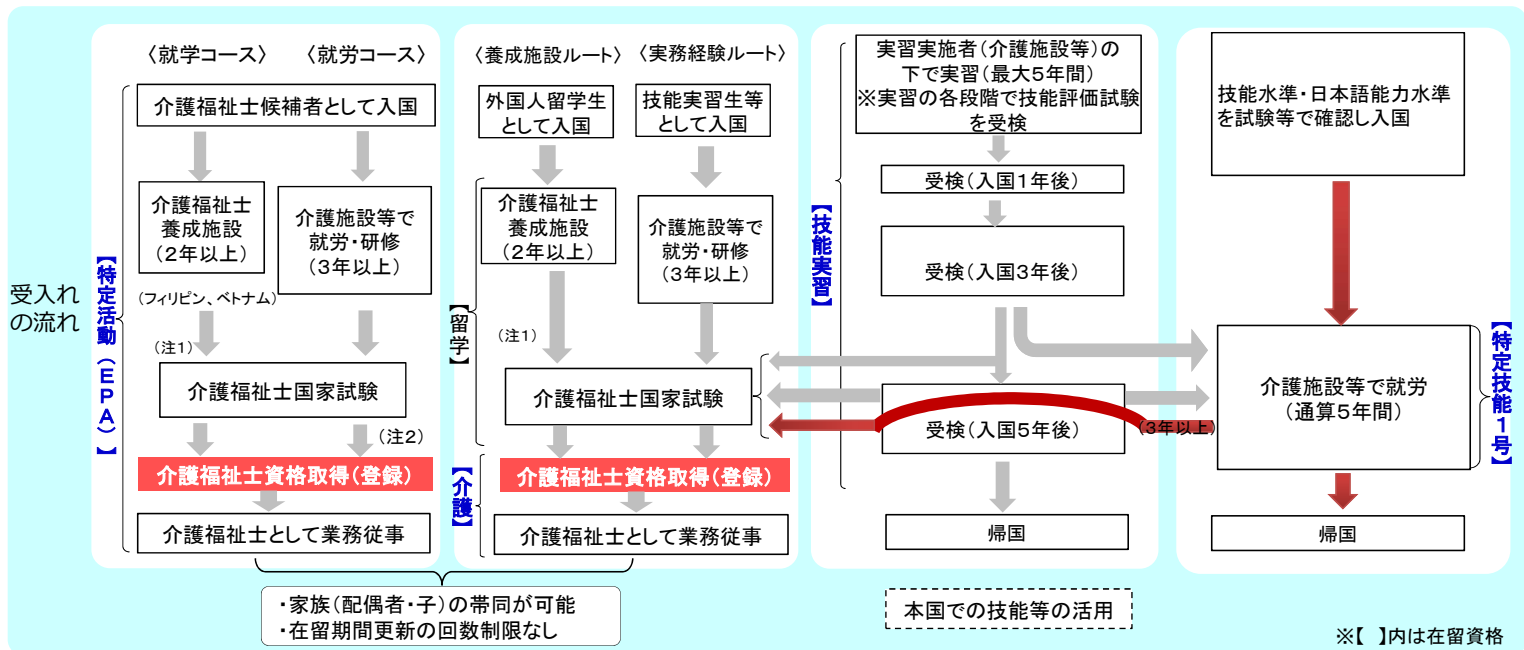 受入れ
の流れ
〈就学コース〉
〈就労コース〉
介護福祉士候補者として入国
介護福祉士
養成施設
(2年以上)
介護施設等で
就労・研修
(3年以上)
(フィリピン、ベトナム)
(注1)
介護福祉士国家試験
(注2)
介護福祉士資格取得(登録)
介護福祉士として業務従事
【特定活動(EPA)】
〈養成施設ルート〉
〈実務経験ルート〉
外国人留学生
として入国
技能実習生等
として入国
介護福祉士
養成施設
(2年以上)
介護施設等で
就労・研修
(3年以上)
【留学】
(注1)
介護福祉士国家試験
介護福祉士資格取得(登録)
【介護】
介護福祉士として業務従事
・家族(配偶者・子)の帯同が可能
・在留期間更新の回数制限なし
実習実施者(介護施設等)の
下で実習(最大5年間)
※実習の各段階で技能評価試験
を受検
受検(入国1年後)
【技能実習】
受検(入国3年後)
受検(入国5年後)
帰国
本国での技能等の活用
技能水準・日本語能力水準
を試験等で確認し入国
介護施設等で就労
(通算5年間)
(3年以上)
【特定技能1号】
帰国
※【 】内は在留資格